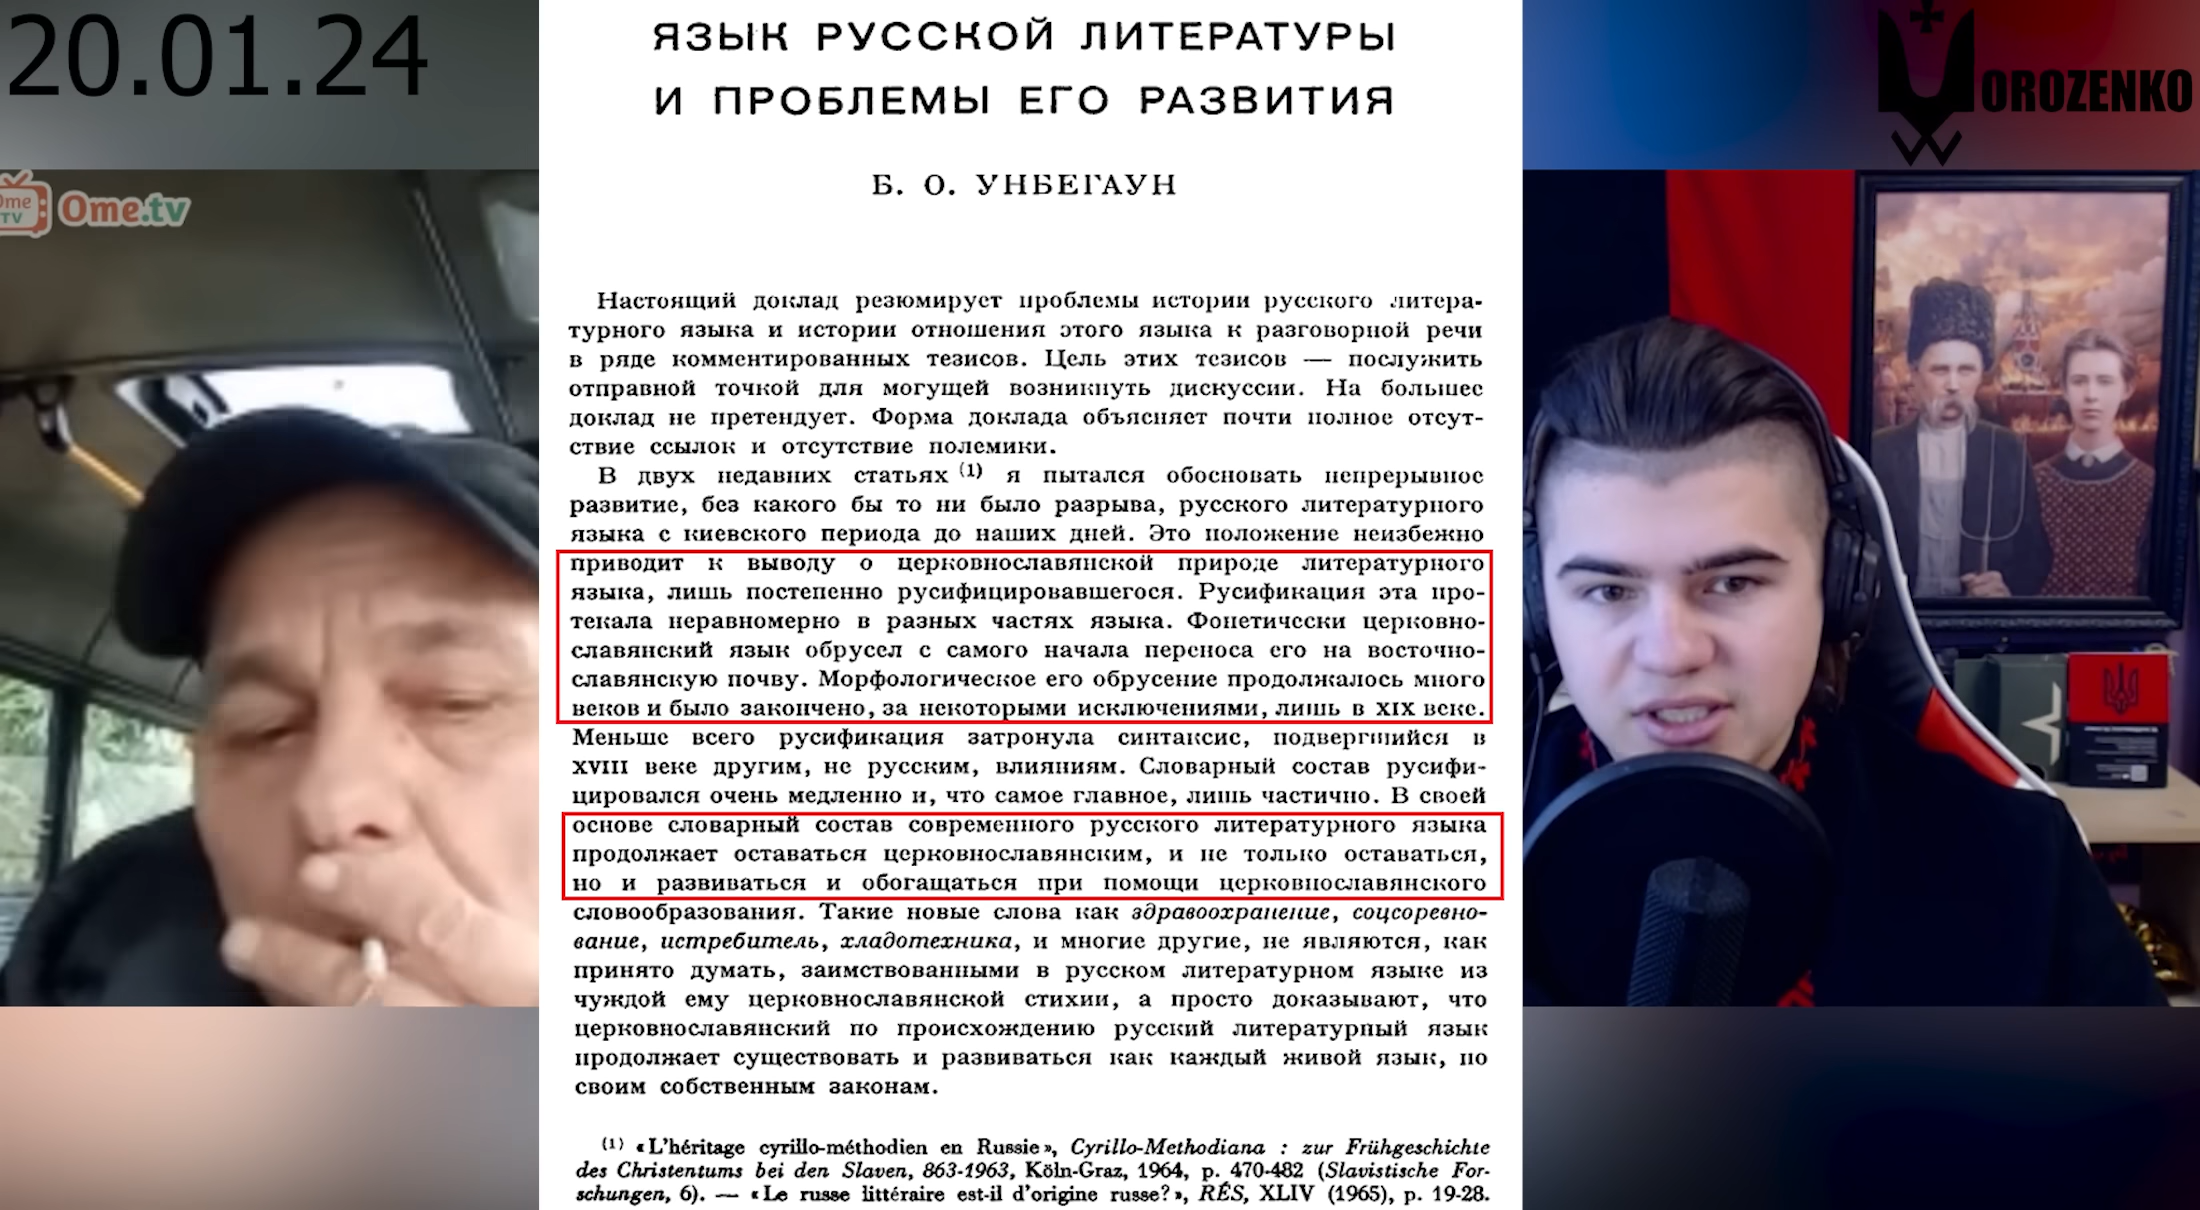 20.01.24
Ome TV
Ome.tv
OROZENKO
ЯЗЫК РУССКОЙ ЛИТЕРАТУРЫ
И ПРОБЛЕМЫ ЕГО РАЗВИТИЯ
Б. О. УНБЕГАУН
Настоящий доклад резюмирует проблемы истории русского литера-
турного языка и истории отношения этого языка к разговорной речи
в ряде комментированных тезисов. Цель этих тезисов — послужить
отправной точкой для могущей возникнуть дискуссии. На большее
доклад не претендует. Форма доклада объясняет почти полное отсут-
ствие ссылок и отсутствие полемики.
В двух недавних статьях (1) я пытался обосновать непрерывное
развитие, без какого бы то ни было разрыва, русского литературного
языка с киевского периода до наших дней. Это положение неизбежно
приводит к выводу о церковнославянской природе литературного
языка, лишь постепенно русифицировавшегося. Русификация эта про-
текала неравномерно в разных частях языка. Фонетически церковно-
славянский язык обрусел с самого начала переноса его на восточно-
славянскую почву. Морфологическое его обрусение продолжалось много
веков и было закончено, за некоторыми исключениями, лишь в XIX веке.
Меньше всего русификация затронула синтаксис, подвергшийся в
XVIII веке другим, не русским, влияниям. Словарный состав русифи-
цировался очень медленно и, что самое главное, лишь частично. В своей
основе словарный состав современного русского литературного языка
продолжает оставаться церковнославянским, и не только оставаться,
но и развиваться и обогащаться при помощи церковнославянского
словообразования. Такие новые слова как здравоохранение, соцсоревно-
вание, истребитель, хладотехника, и многие другие, не являются, как
принято думать, заимствованными в русском литературном языке из
чуждой ему церковнославянской стихии, а просто доказывают, что
церковнославянский по происхождению русский литературный язык
продолжает существовать и развиваться как каждый живой язык, по
своим собственным законам.
(1) «L'héritage cyrillo-méthodien en Russie», Cyrillo-Methodiana : zur Frühgeschichte
des Christentums bei den Slaven, 863-1963, Köln-Graz, 1964, p. 470-482 (Slavistische For-
schungen, 6). — «Le russe littéraire est-il d'origine russe?», RÉS, XLIV (1965), p. 19-28.